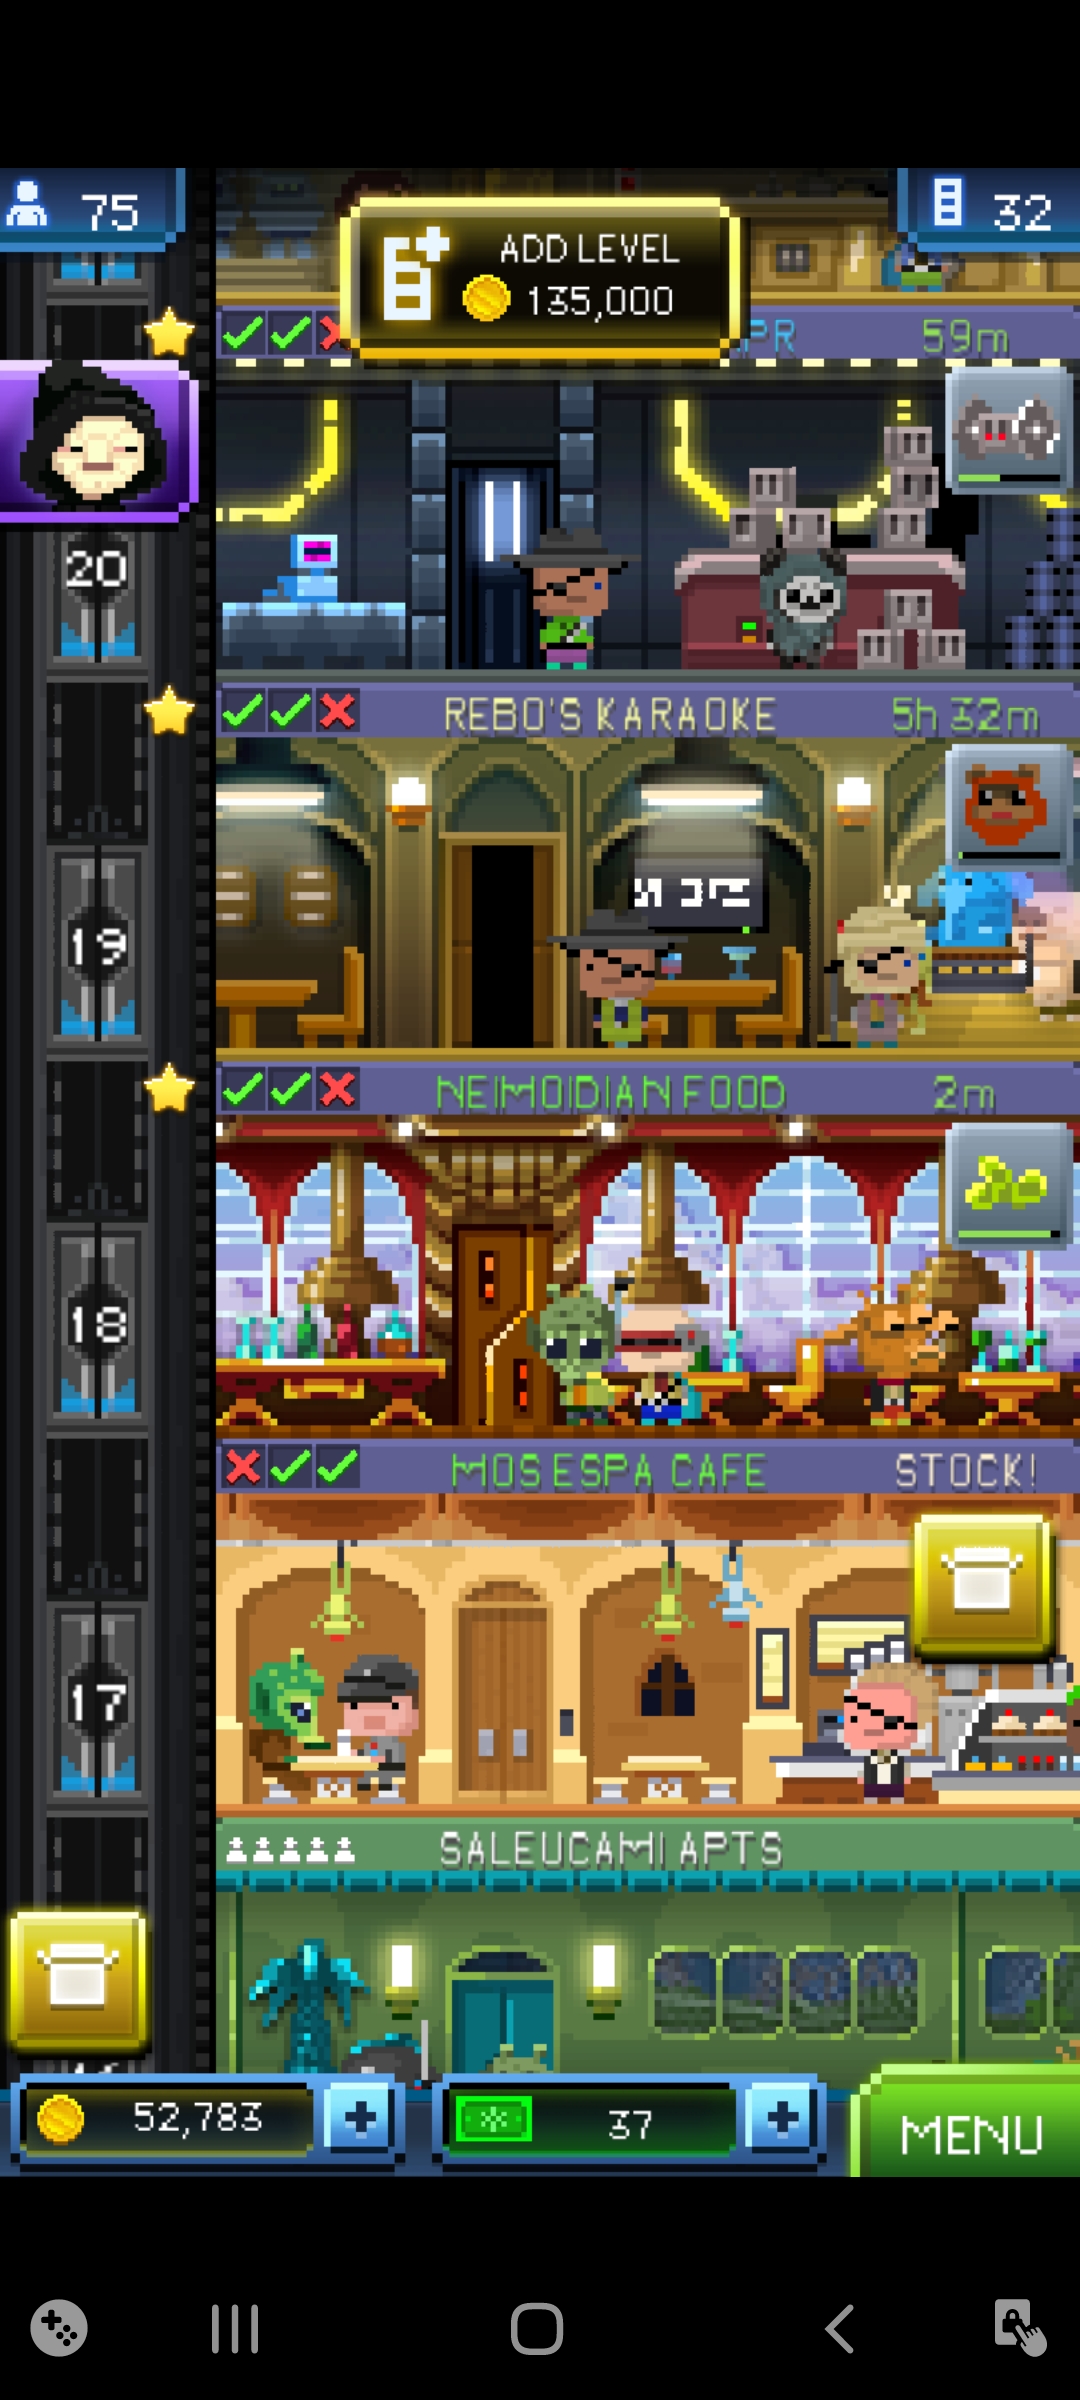 75
ADD LEVEL
135,000
32
PR
59m
20
REBO'S KARAOKE
5h 32m
19
NEIMOIDIAN FOOD
2m
18
MOS ESPA CAFE
STOCK!
17
SALEUCAMI APTS
52,783
37
MENU